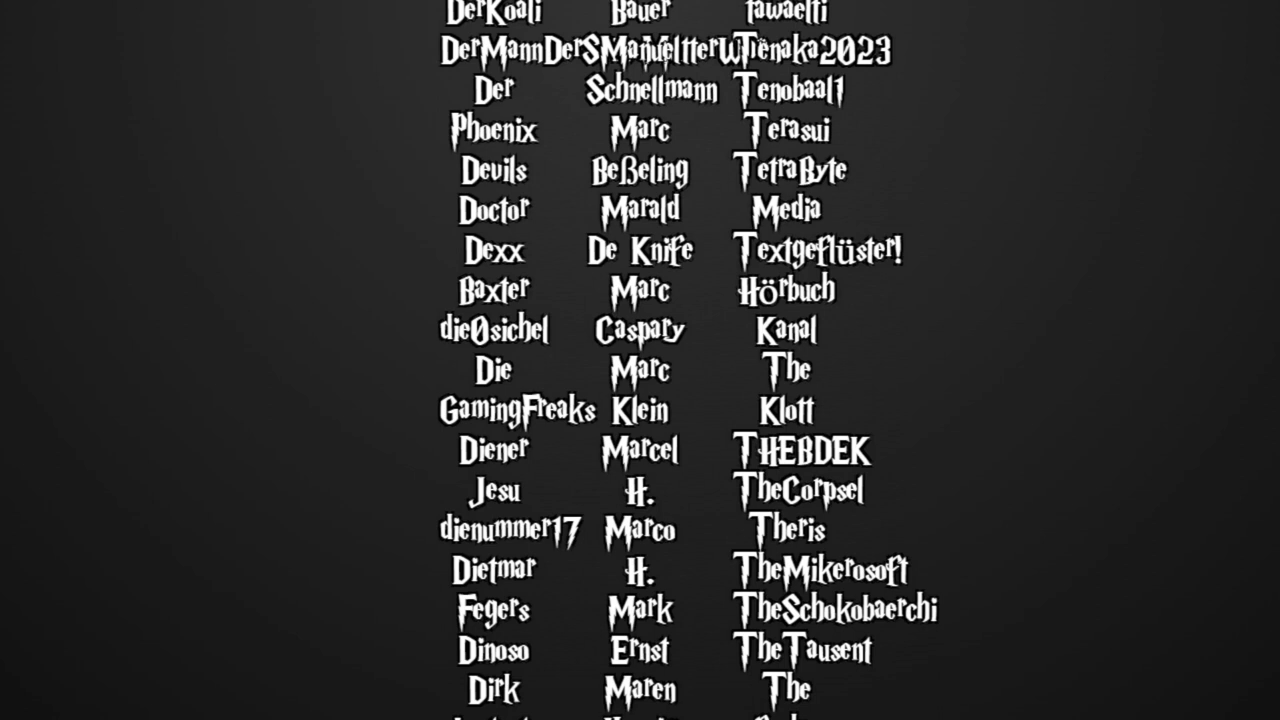 DerKoali Bauer tawaelti
Tenaka2023
Der Schnellmann Tenobaal1
Phoenix Marc Terasui
Devils Beßeling TetraByte
Doctor Marald Media
Dexx De Knife Textgeflüster!
Baxter Marc Hörbuch
die0sichel Caspary Kanal
Die Marc The
GamingFreaks Klein Klott
Diener Marcel THEBDEK
Jesu H. TheCorpsel
dienummer17 Marco Theris
Dietmar H. TheMikerosoft
Fegers Mark TheSchokobaerchi
Dinoso Ernst TheTausent
Dirk Maren The